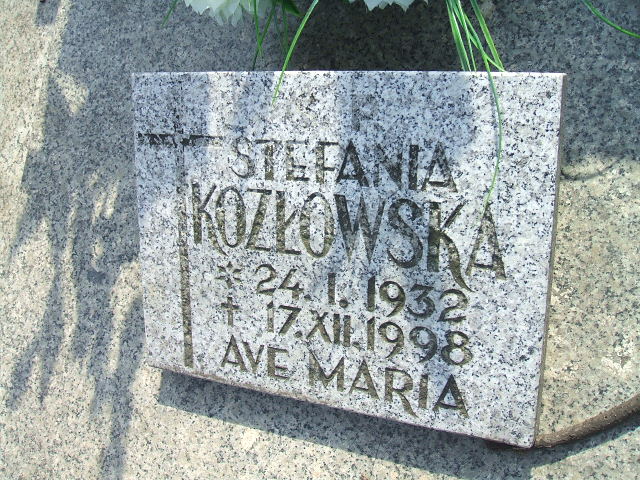 STEFANIA
KOZŁOWSKA
* 24. I. 1932
† 17. XII. 1998
AVE MARIA